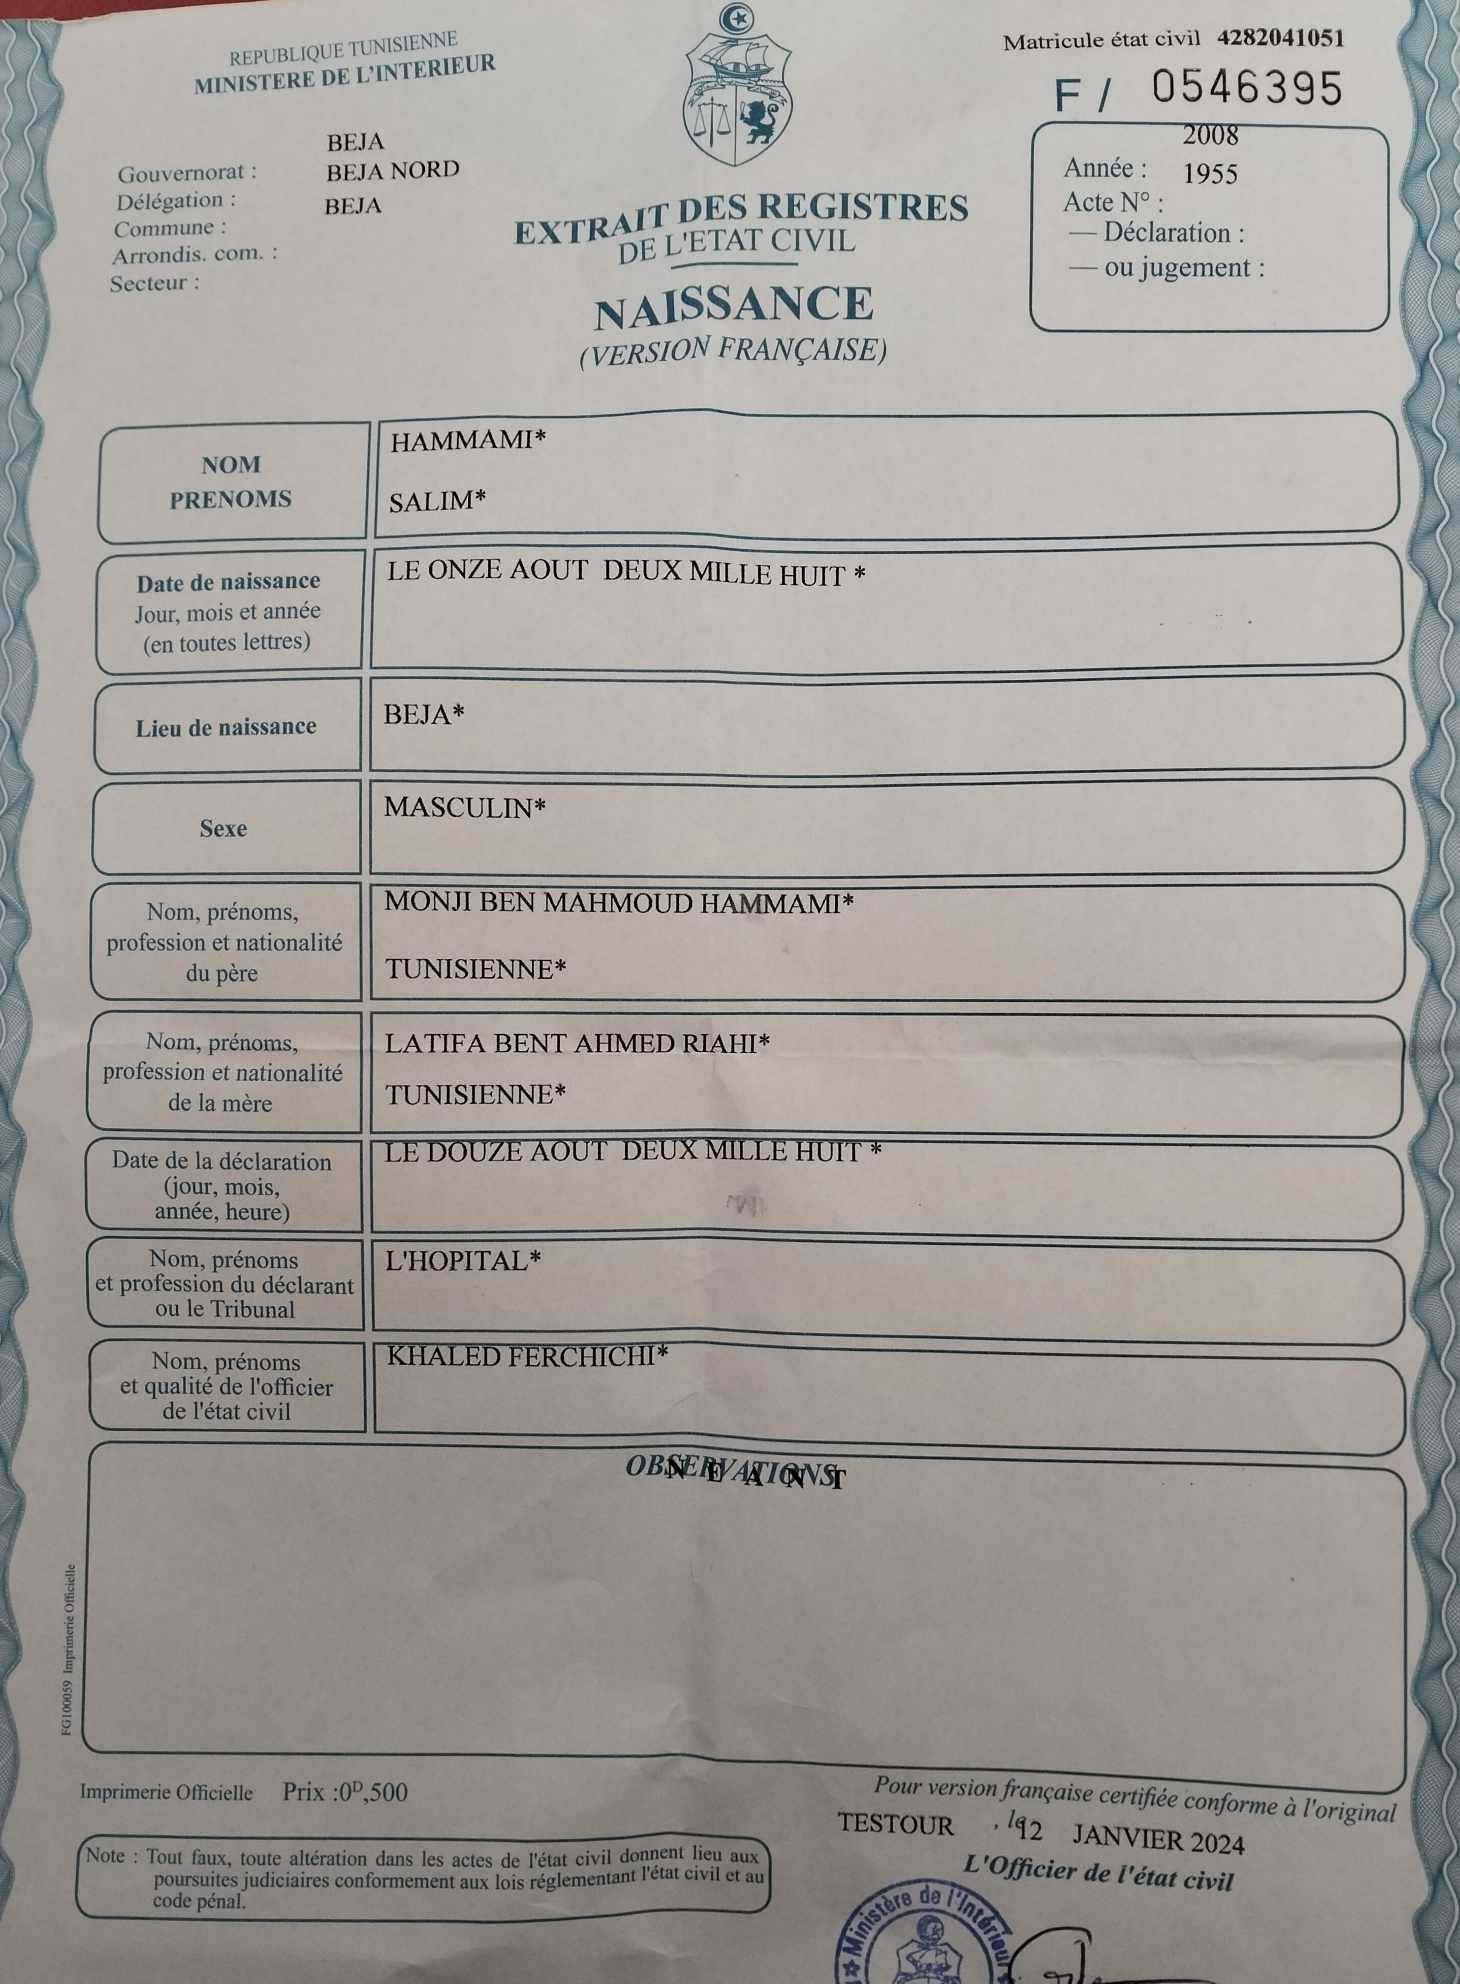 REPUBLIQUE TUNISIENNE
MINISTERE DE L'INTERIEUR
Matricule état civil 4282041051
F / 0546395
BEJA
Gouvernorat : BEJA NORD
Délégation : BEJA
Commune :
Arrondis. com. :
Secteur :
2008
Année : 1955
Acte N° :
— Déclaration :
— ou jugement :
EXTRAIT DES REGISTRES
DE L'ETAT CIVIL
NAISSANCE
(VERSION FRANÇAISE)
NOM
PRENOMS
HAMMAMI*
SALIM*
Date de naissance
Jour, mois et année
(en toutes lettres)
LE ONZE AOUT DEUX MILLE HUIT *
Lieu de naissance
BEJA*
Sexe
MASCULIN*
Nom, prénoms,
profession et nationalité
du père
MONJI BEN MAHMOUD HAMMAMI*
TUNISIENNE*
Nom, prénoms,
profession et nationalité
de la mère
LATIFA BENT AHMED RIAHI*
TUNISIENNE*
Date de la déclaration
(jour, mois,
année, heure)
LE DOUZE AOUT DEUX MILLE HUIT *
Nom, prénoms
et profession du déclarant
ou le Tribunal
L'HOPITAL*
Nom, prénoms
et qualité de l'officier
de l'état civil
KHALED FERCHICHI*
OBSERVATIONS
N E A N T
FG100059 Imprimerie Officielle
Imprimerie Officielle Prix :0D,500
Pour version française certifiée conforme à l'original
TESTOUR , le 12 JANVIER 2024
L'Officier de l'état civil
Note : Tout faux, toute altération dans les actes de l'état civil donnent lieu aux
poursuites judiciaires conformement aux lois réglementant l'état civil et au
code pénal.
Ministère de l'Intérieur